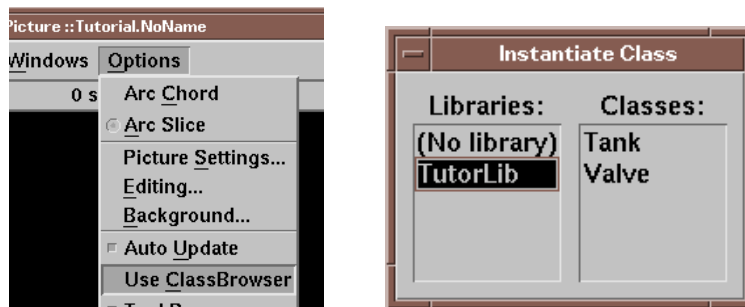 Picture ::Tutorial.NoName
Windows Options
0 s
Arc Chord
Arc Slice
Picture Settings...
Editing...
Background...
Auto Update
Use ClassBrowser
Instantiate Class
Libraries: Classes:
(No library) Tank
TutorLib Valve